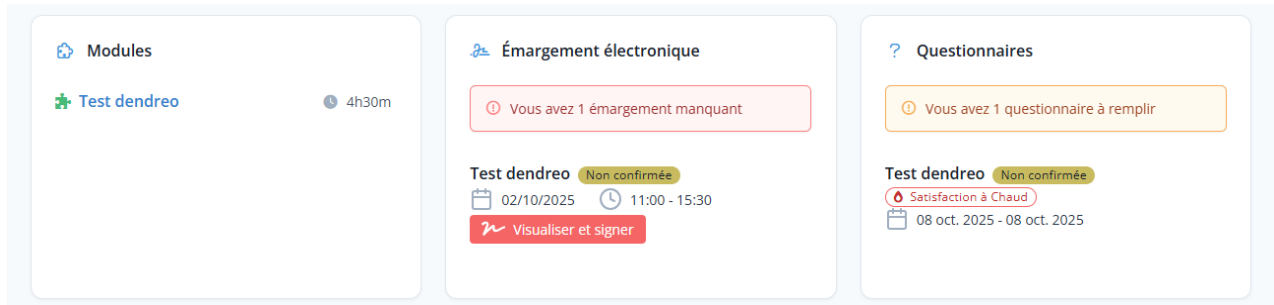 Modules
Test dendreo 4h30m
Émargement électronique
Vous avez 1 émargement manquant
Test dendreo Non confirmée
02/10/2025 11:00 - 15:30
Visualiser et signer
? Questionnaires
Vous avez 1 questionnaire à remplir
Test dendreo Non confirmée
Satisfaction à Chaud
08 oct. 2025 - 08 oct. 2025